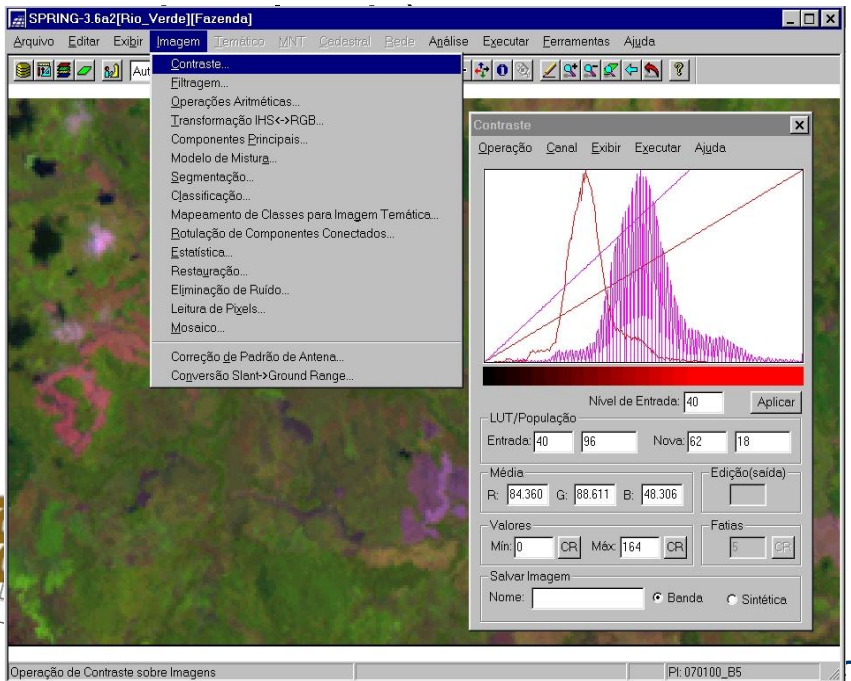 SPRING-3.6a2[Rio_Verde][Fazenda]
Arquivo Editar Exibir Imagem Temático MNT Cadastral Rede Análise Executar Ferramentas Ajuda
Aut
Contraste...
Filtragem...
Operações Aritméticas...
Transformação IHS<->RGB...
Componentes Principais...
Modelo de Mistura...
Segmentação...
Classificação...
Mapeamento de Classes para Imagem Temática...
Rotulação de Componentes Conectados...
Estatística...
Restauração...
Eliminação de Ruído...
Leitura de Pixels...
Mosaico...
Correção de Padrão de Antena...
Conversão Slant->Ground Range...
Contraste
Operação Canal Exibir Executar Ajuda
Nível de Entrada: 40 Aplicar
LUT/População
Entrada: 40 96 Nova: 62 18
Média Edição(saída)
R: 84.360 G: 88.611 B: 48.306
Valores Fatias
Mín: 0 CR Máx: 164 CR 5 CR
Salvar Imagem
Nome: Banda Sintética
Operação de Contraste sobre Imagens PI: 070100_B5